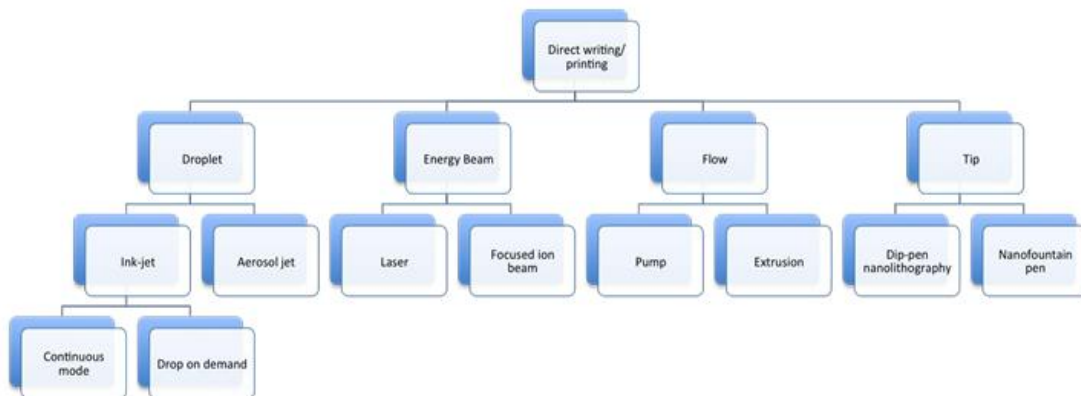 Direct writing/
printing
Droplet
Energy Beam
Flow
Tip
Ink-jet
Aerosol jet
Laser
Focused ion
beam
Pump
Extrusion
Dip-pen
nanolithography
Nanofountain
pen
Continuous
mode
Drop on demand